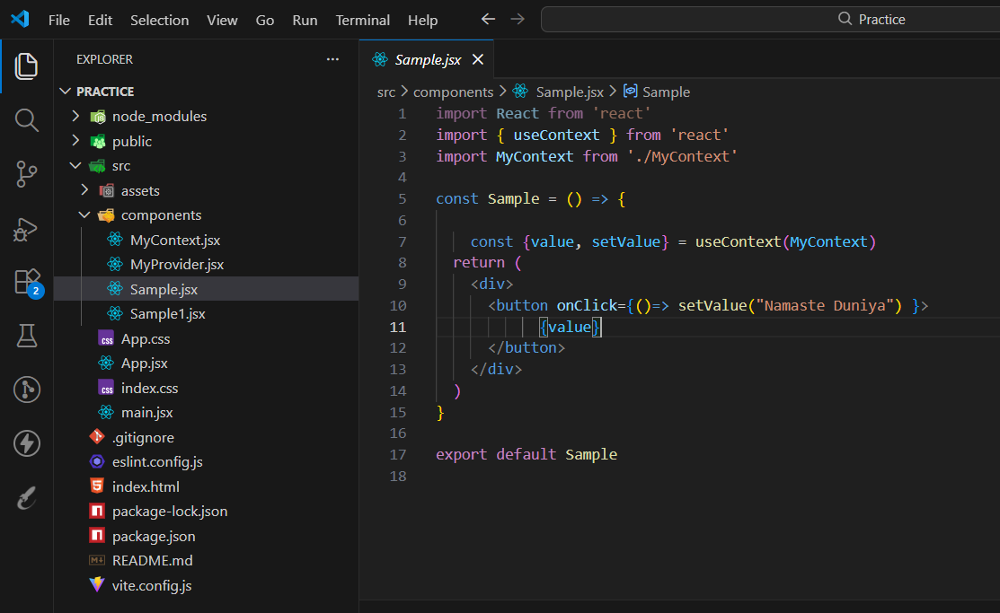 File Edit Selection View Go Run Terminal Help
Practice
EXPLORER
PRACTICE
node_modules
public
src
assets
components
MyContext.jsx
MyProvider.jsx
Sample.jsx
Sample1.jsx
App.css
App.jsx
index.css
main.jsx
.gitignore
eslint.config.js
index.html
package-lock.json
package.json
README.md
vite.config.js
2
Sample.jsx
src > components > Sample.jsx > Sample
1 import React from 'react'
2 import { useContext } from 'react'
3 import MyContext from './MyContext'
4
5 const Sample = () => {
6
7     const {value, setValue} = useContext(MyContext)
8   return (
9     <div>
10       <button onClick={()=> setValue("Namaste Duniya") }>
11             {value}
12       </button>
13     </div>
14   )
15 }
16
17 export default Sample
18